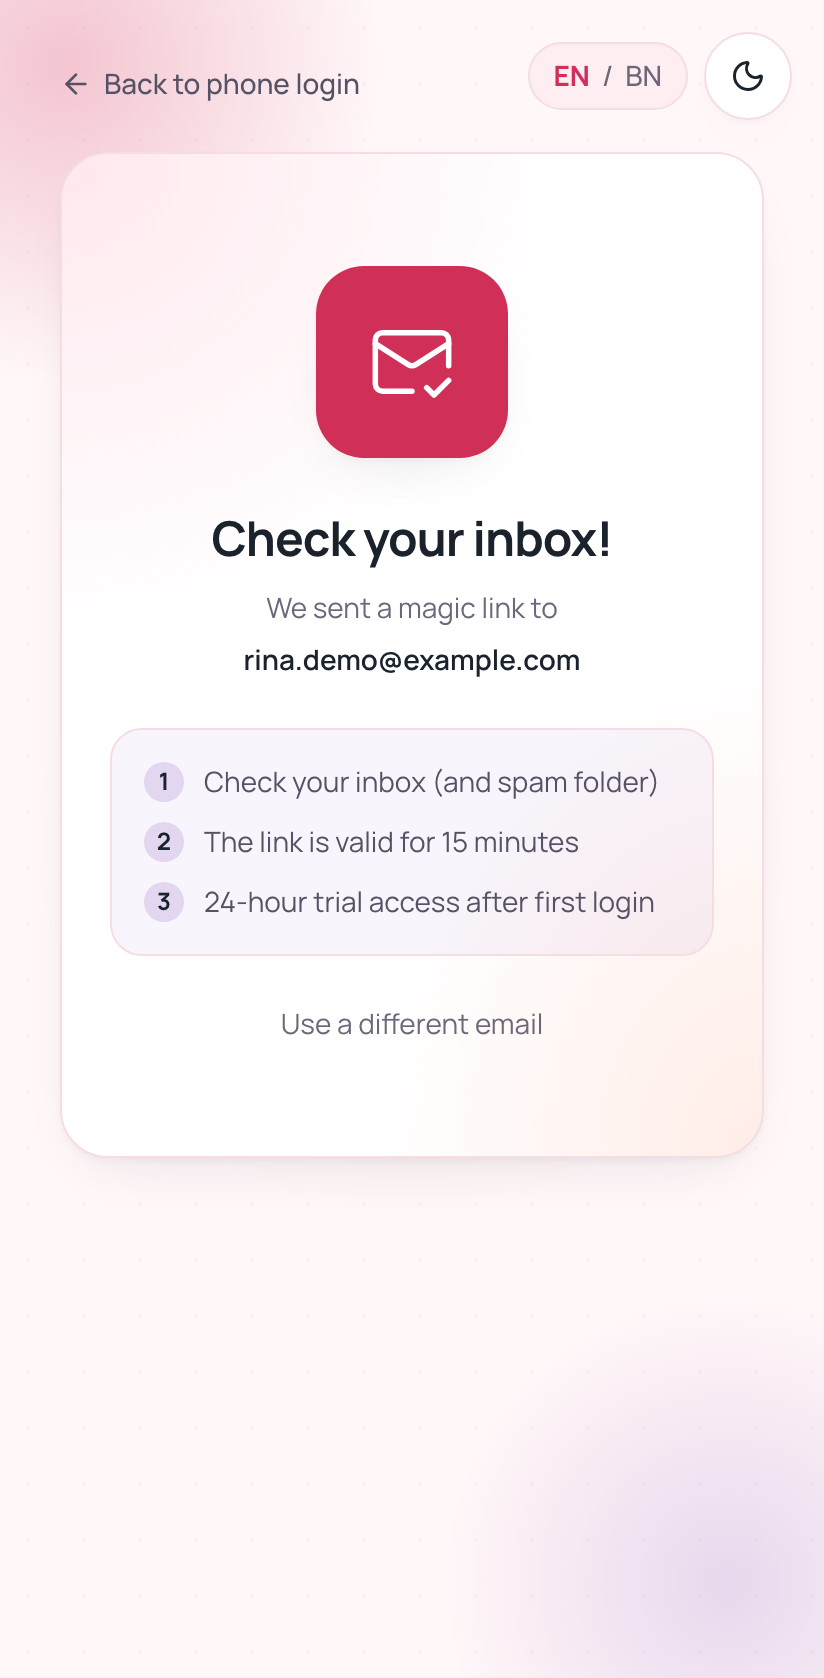 Back to phone login
EN / BN
Check your inbox!
We sent a magic link to
rina.demo@example.com
1 Check your inbox (and spam folder)
2 The link is valid for 15 minutes
3 24-hour trial access after first login
Use a different email